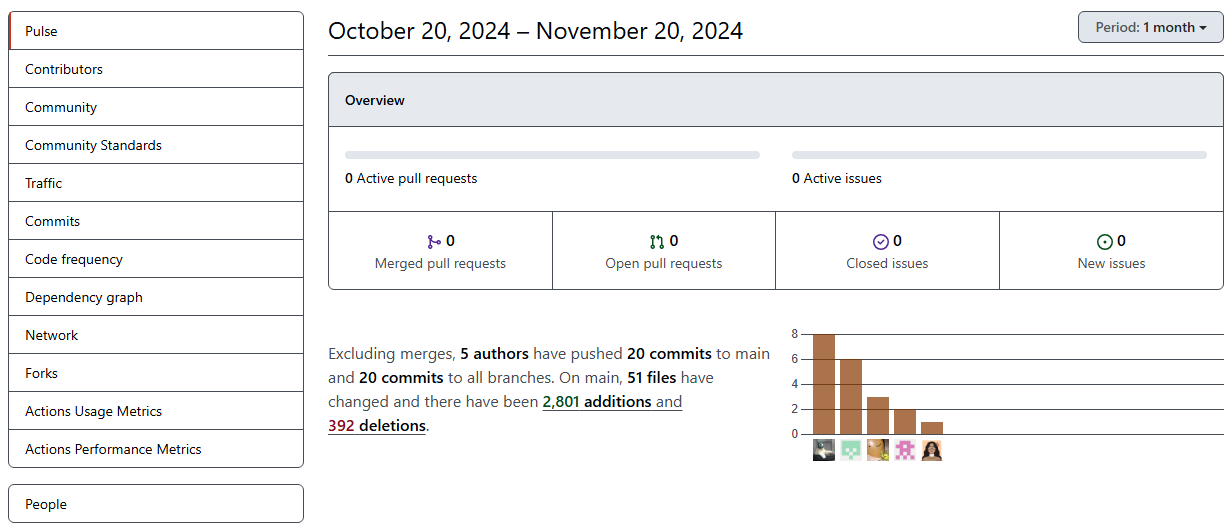 Pulse
Contributors
Community
Community Standards
Traffic
Commits
Code frequency
Dependency graph
Network
Forks
Actions Usage Metrics
Actions Performance Metrics
People
October 20, 2024 – November 20, 2024
Period: 1 month
Overview
0 Active pull requests
0 Active issues
0
Merged pull requests
0
Open pull requests
0
Closed issues
0
New issues
Excluding merges, 5 authors have pushed 20 commits to main
and 20 commits to all branches. On main, 51 files have
changed and there have been 2,801 additions and
392 deletions.
8
6
4
2
0